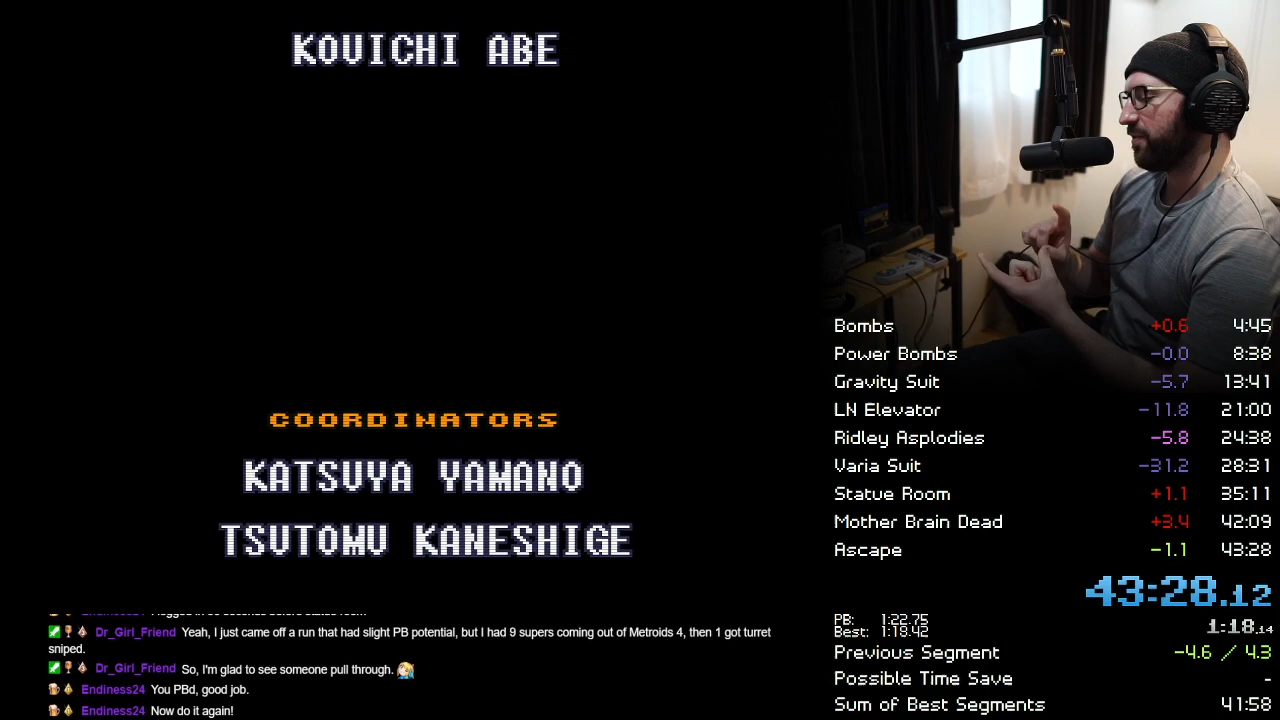 KOUICHI ABE
COORDINATORS
KATSUYA YAMANO
TSUTOMU KANESHIGE
Dr_Girl_Friend Yeah, I just came off a run that had slight PB potential, but I had 9 supers coming out of Metroids 4, then 1 got turret
sniped.
Dr_Girl_Friend So, I'm glad to see someone pull through.
Endiness24 You PBd, good job.
Endiness24 Now do it again!
Bombs +0.6 4:45
Power Bombs -0.0 8:38
Gravity Suit -5.7 13:41
LN Elevator -11.8 21:00
Ridley Asplodies -5.8 24:38
Varia Suit -31.2 28:31
Statue Room +1.1 35:11
Mother Brain Dead +3.4 42:09
Ascape -1.1 43:28
-43:28.12
PB: 1:22.75
Best: 1:18.42
1:18.14
Previous Segment -4.6 / 4.3
Possible Time Save -
Sum of Best Segments 41:58